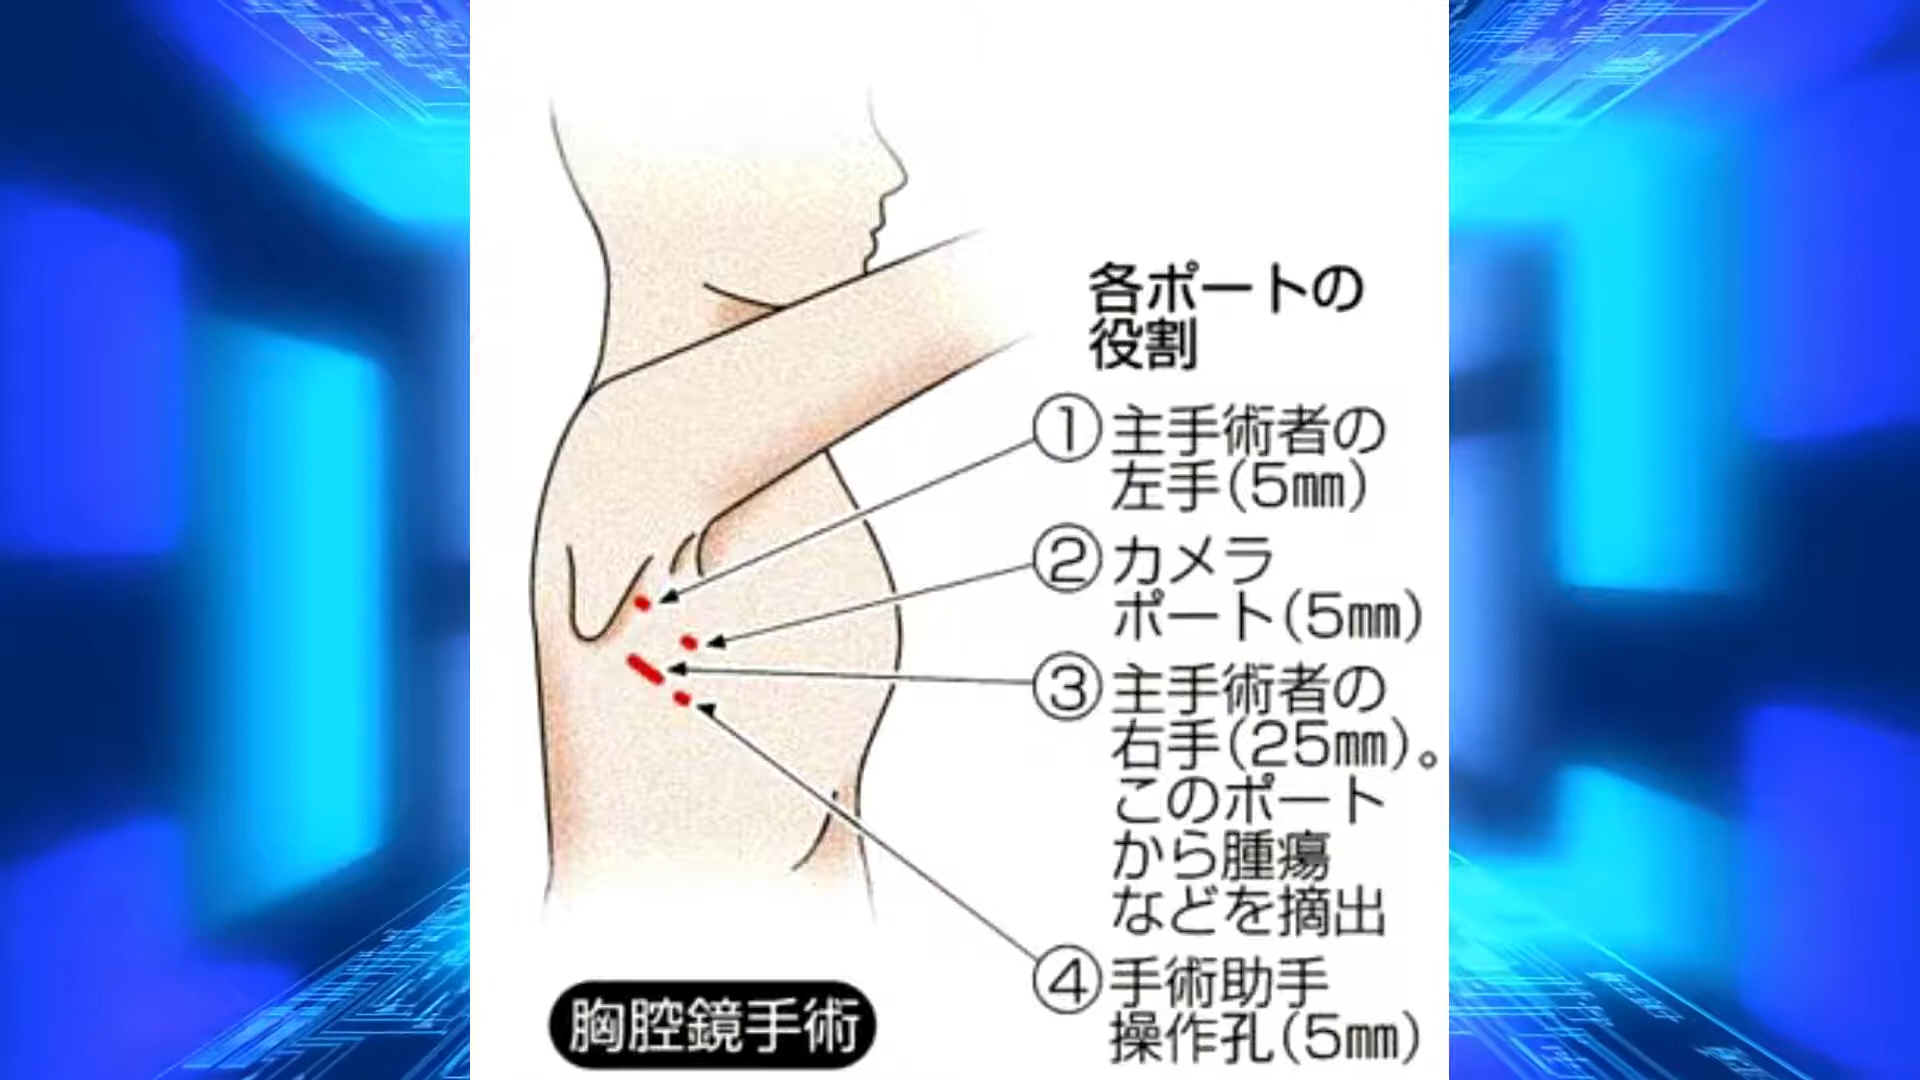 各ポートの
役割
①主手術者の
左手(5㎜)
②カメラ
ポート(5㎜)
③主手術者の
右手(25㎜)。
このポート
から腫瘍
などを摘出
④手術助手
操作孔(5㎜)
胸腔鏡手術